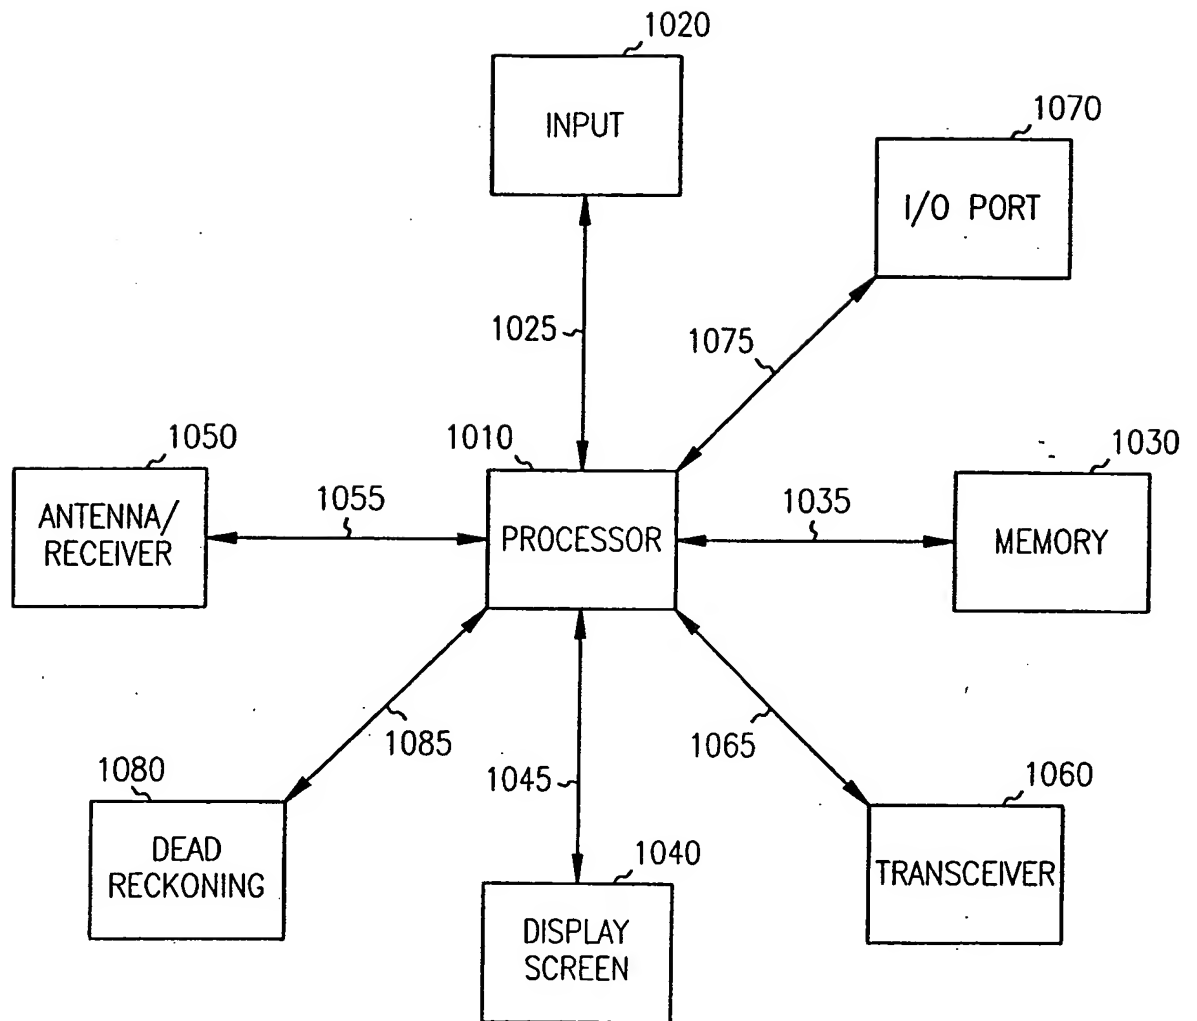 1020
INPUT
1070
I/O PORT
1025
1075
1050
ANTENNA/
RECEIVER
1055
1010
PROCESSOR
1035
1030
MEMORY
1085
1065
1045
1080
DEAD
RECKONING
1040
DISPLAY
SCREEN
1060
TRANSCEIVER